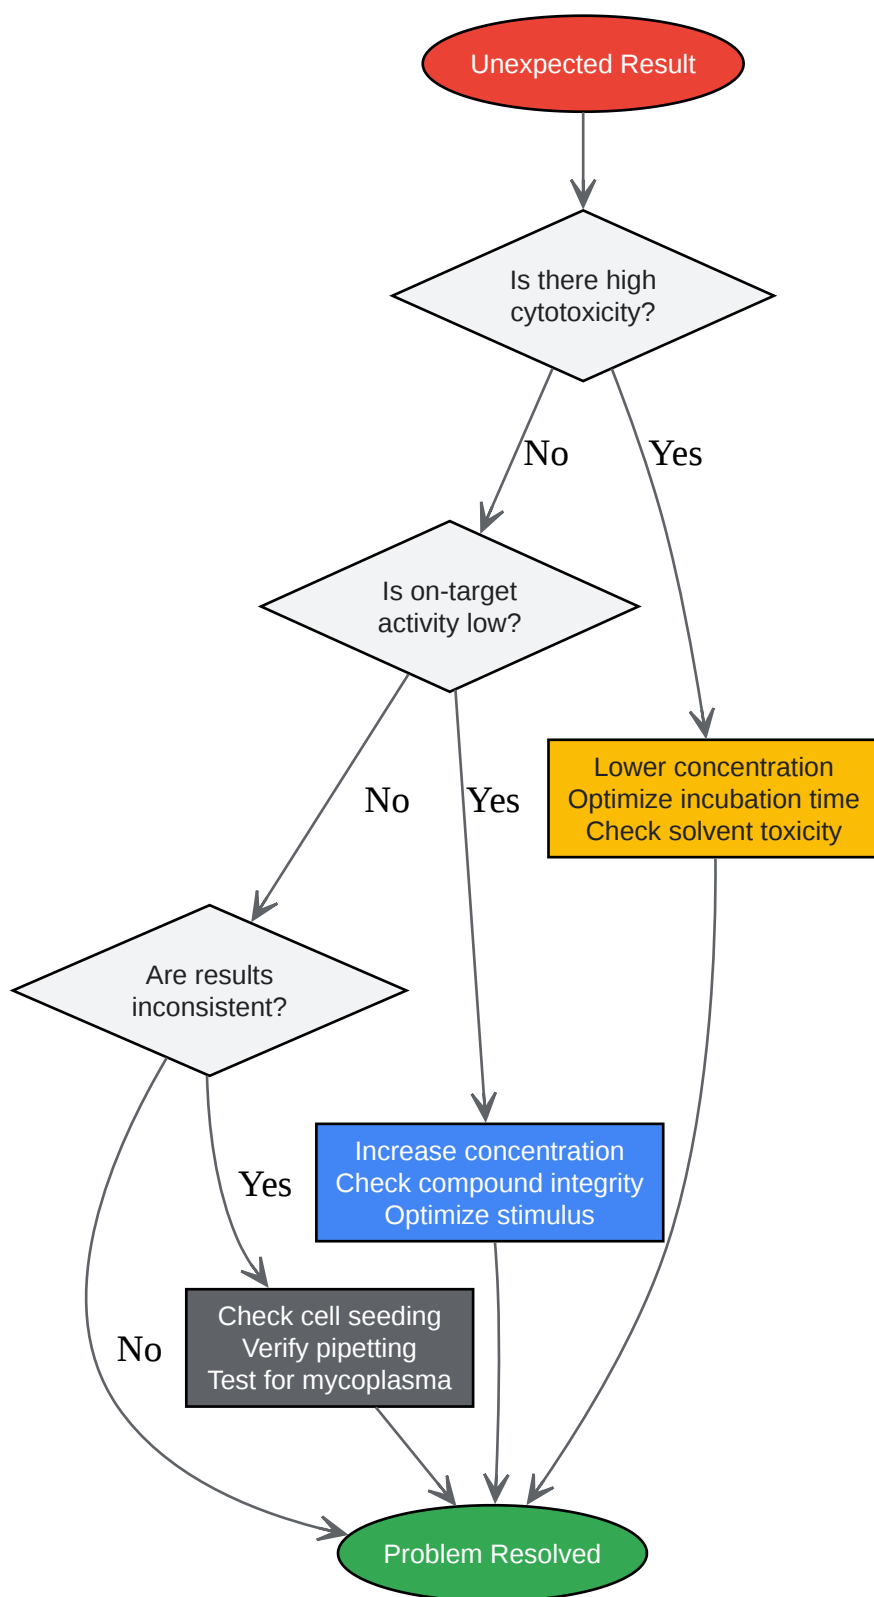 Unexpected Result
Is there high
cytotoxicity?
No
Yes
Is on-target
activity low?
Lower concentration
Optimize incubation time
Check solvent toxicity
No
Yes
Are results
inconsistent?
Increase concentration
Check compound integrity
Optimize stimulus
Yes
Check cell seeding
Verify pipetting
Test for mycoplasma
No
Problem Resolved